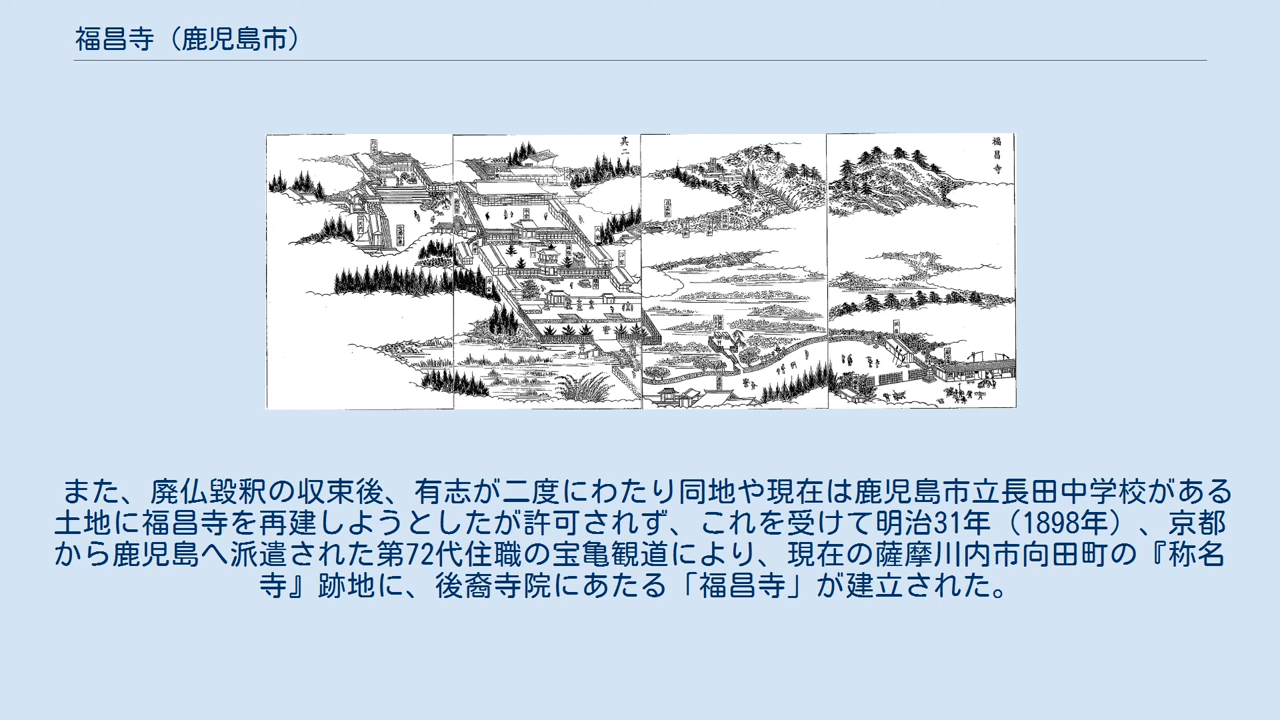 福昌寺（鹿児島市）
福昌寺
其二
また、廃仏毀釈の収束後、有志が二度にわたり同地や現在は鹿児島市立長田中学校がある
土地に福昌寺を再建しようとしたが許可されず、これを受けて明治31年（1898年）、京都
から鹿児島へ派遣された第72代住職の宝亀観道により、現在の薩摩川内市向田町の『称名
寺』跡地に、後裔寺院にあたる「福昌寺」が建立された。